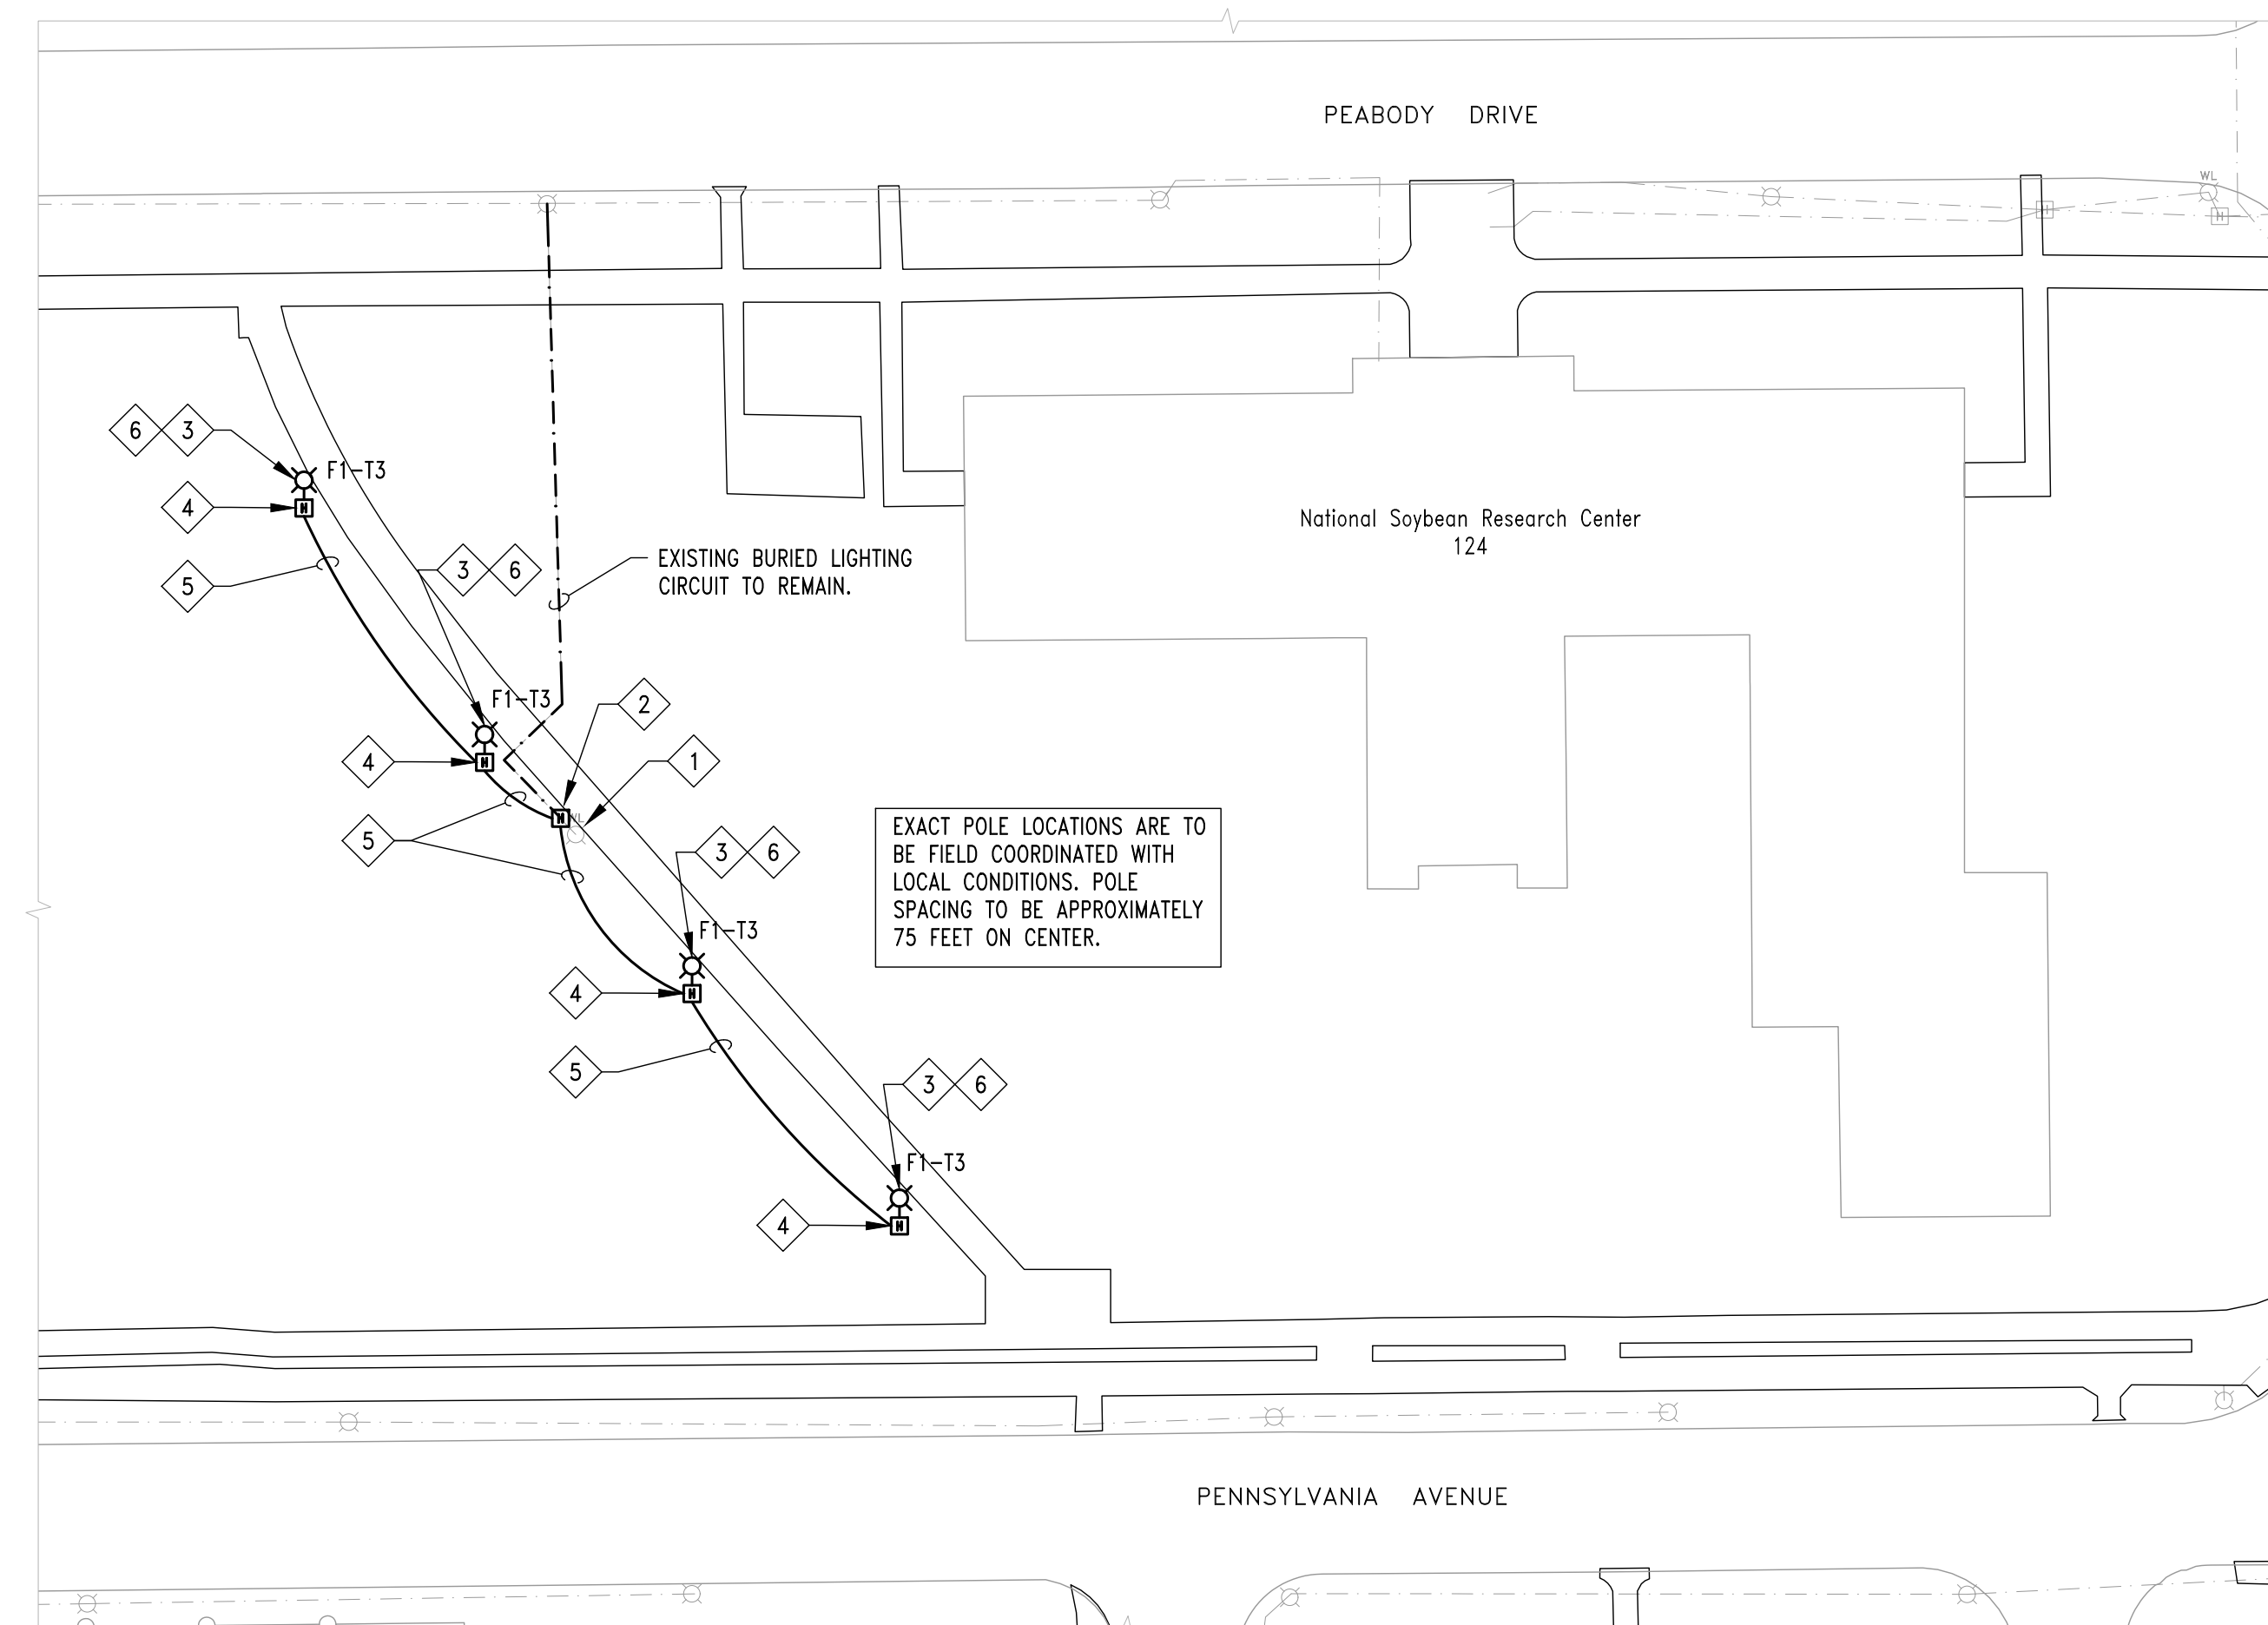 PEABODY DRIVE
WL
H
H
6 3
F1-T3
4
H
National Soybean Research Center
124
EXISTING BURIED LIGHTING
CIRCUIT TO REMAIN.
3 6
5
F1-T3
2
4
H
1
H
WL
5
EXACT POLE LOCATIONS ARE TO
BE FIELD COORDINATED WITH
LOCAL CONDITIONS. POLE
SPACING TO BE APPROXIMATELY
75 FEET ON CENTER.
3 6
F1-T3
4
H
5
3 6
F1-T3
4
H
PENNSYLVANIA AVENUE